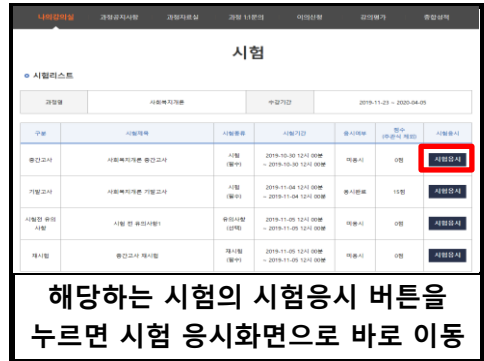 나의강의실 과정공지사항 과정자료실 과정 1:1문의 이의신청 강의평가 종합성적
시험
시험리스트
과정명 사회복지개론 수강기간 2019-11-23 ~ 2020-04-05
구분 시험제목 시험종류 시험기간 응시여부 점수 시험응시
(주관식 채점)
중간고사 사회복지개론 중간고사 시험 2019-10-30 12시 00분 미응시 0점 시험응시
(필수) ~ 2019-10-30 12시 00분
기말고사 사회복지개론 기말고사 시험 2019-11-04 12시 00분 응시완료 15점 시험응시
(필수) ~ 2019-11-04 12시 00분
시험전 유의 시험 전 유의사항1 유의사항 2019-11-05 12시 00분 미응시 0점 시험응시
사항 (선택) ~ 2019-11-05 12시 00분
재시험 중간고사 재시험 재시험 2019-11-05 12시 00분 미응시 0점 시험응시
(필수) ~ 2019-11-05 12시 00분
해당하는 시험의 시험응시 버튼을
누르면 시험 응시화면으로 바로 이동